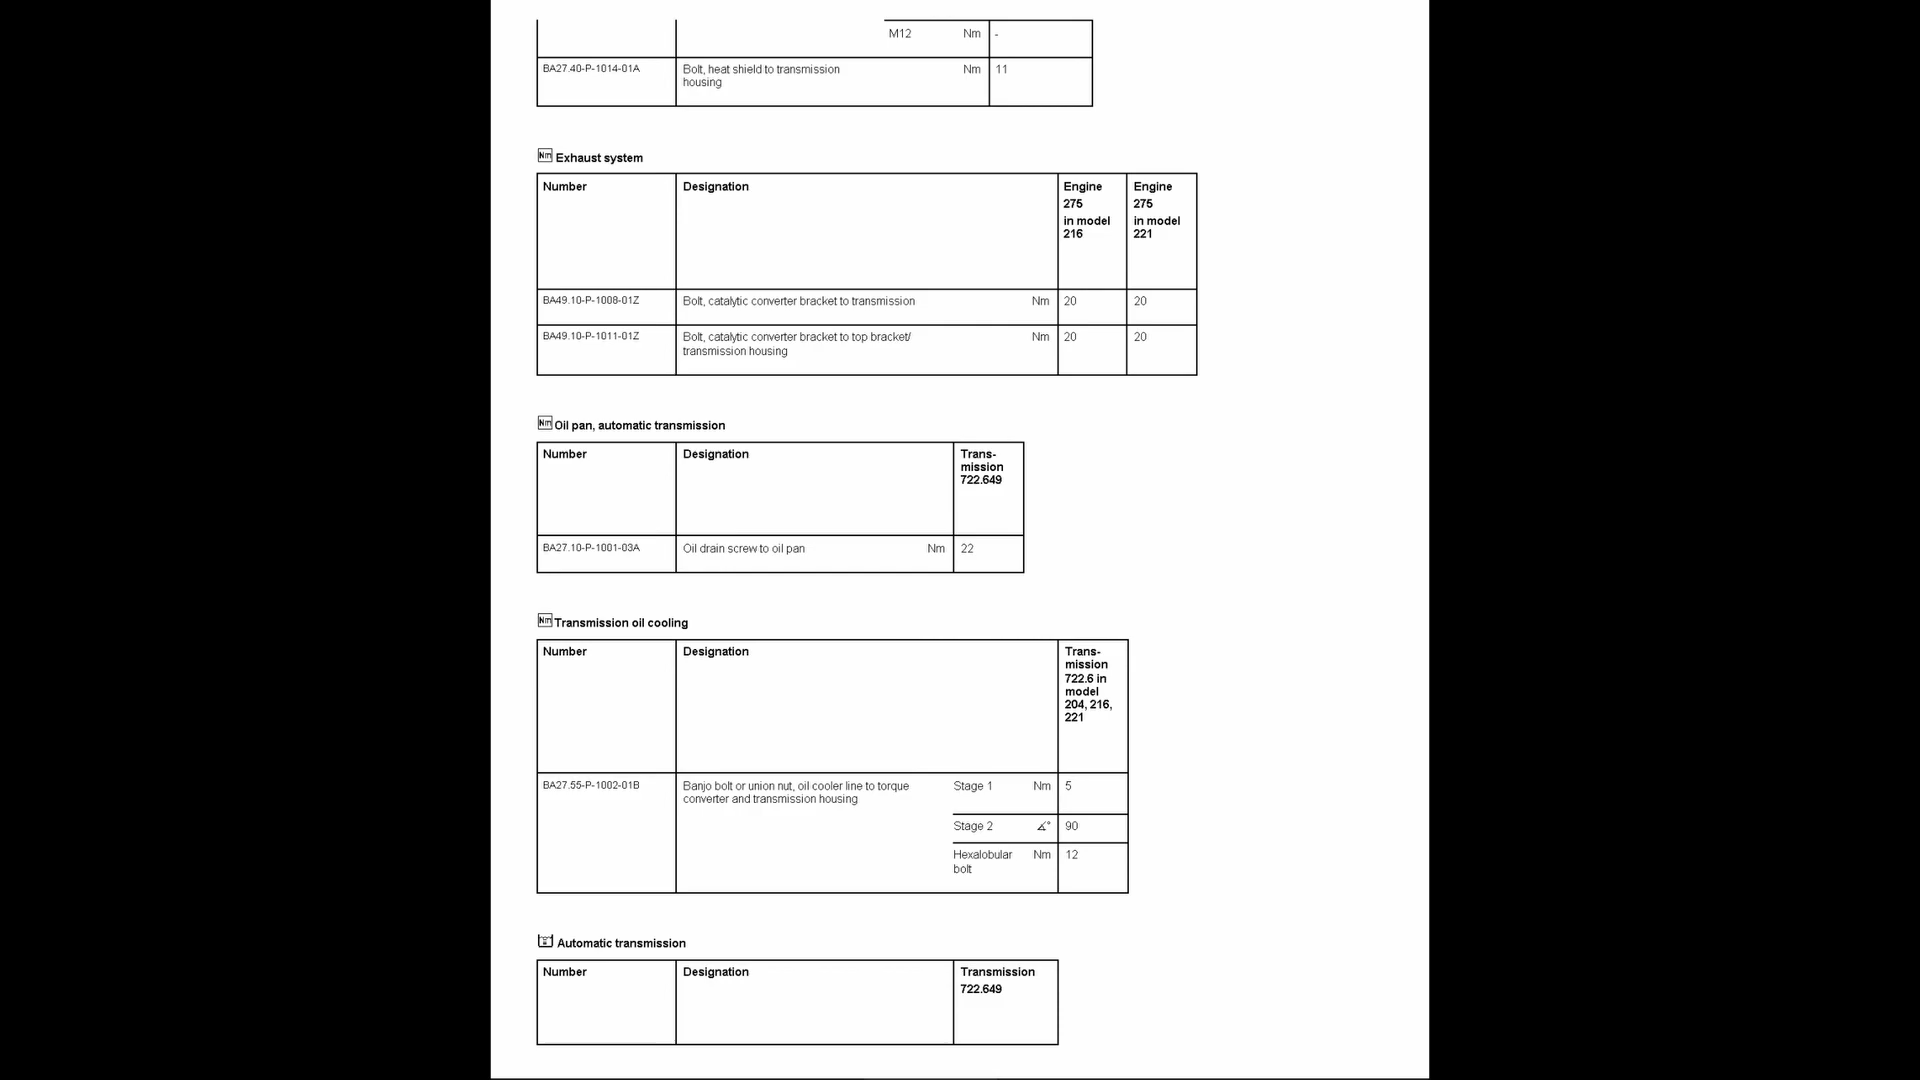 M12 Nm -
BA27.40-P-1014-01A Bolt, heat shield to transmission Nm 11
housing
Nm Exhaust system
Number Designation Engine Engine
275 275
in model in model
216 221
BA49.10-P-1008-01Z Bolt, catalytic converter bracket to transmission Nm 20 20
BA49.10-P-1011-01Z Bolt, catalytic converter bracket to top bracket/ Nm 20 20
transmission housing
Nm Oil pan, automatic transmission
Number Designation Trans-
mission
722.649
BA27.10-P-1001-03A Oil drain screw to oil pan Nm 22
Nm Transmission oil cooling
Number Designation Trans-
mission
722.6 in
model
204, 216,
221
BA27.55-P-1002-01B Banjo bolt or union nut, oil cooler line to torque Stage 1 Nm 5
converter and transmission housing
Stage 2 ∡° 90
Hexalobular Nm 12
bolt
Automatic transmission
Number Designation Transmission
722.649